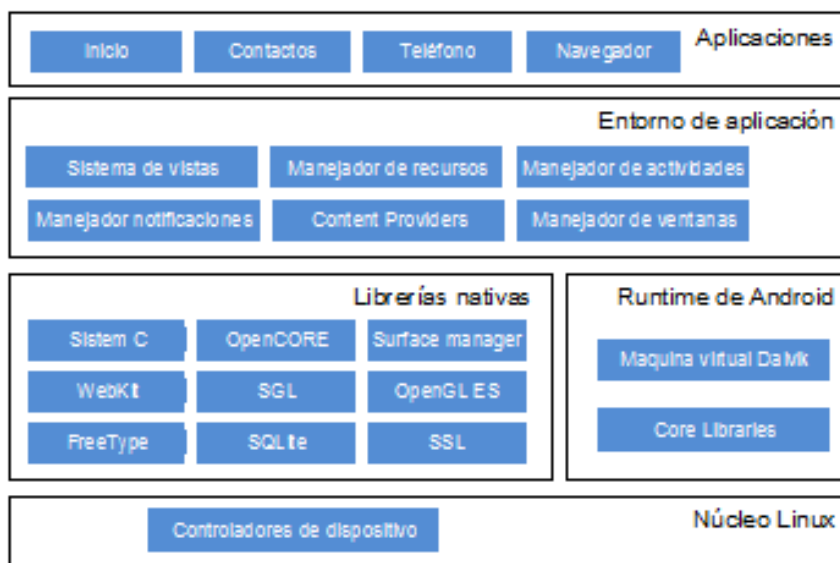 Aplicaciones
Inicio
Contactos
Teléfono
Navegador
Entorno de aplicación
Sistema de vistas
Manejador de recursos
Manejador de actividades
Manejador notificaciones
Content Providers
Manejador de ventanas
Librerías nativas
Sistem C
OpenCORE
Surface manager
WebKit
SGL
OpenGL ES
FreeType
SQLite
SSL
Runtime de Android
Maquina virtual Dalvik
Core Libraries
Núcleo Linux
Controladores de dispositivo